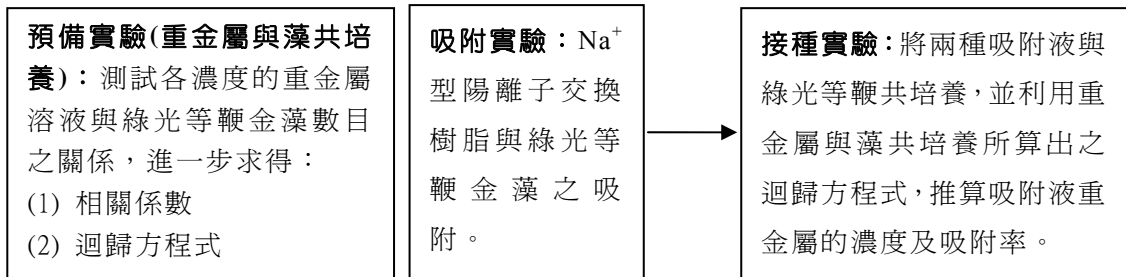 預備實驗(重金屬與藻共培
養)：測試各濃度的重金屬
溶液與綠光等鞭金藻數目
之關係，進一步求得：
(1) 相關係數
(2) 迴歸方程式
吸附實驗：Na⁺
型陽離子交換
樹脂與綠光等
鞭金藻之吸
附。
接種實驗：將兩種吸附液與
綠光等鞭共培養，並利用重
金屬與藻共培養所算出之
迴歸方程式，推算吸附液重
金屬的濃度及吸附率。